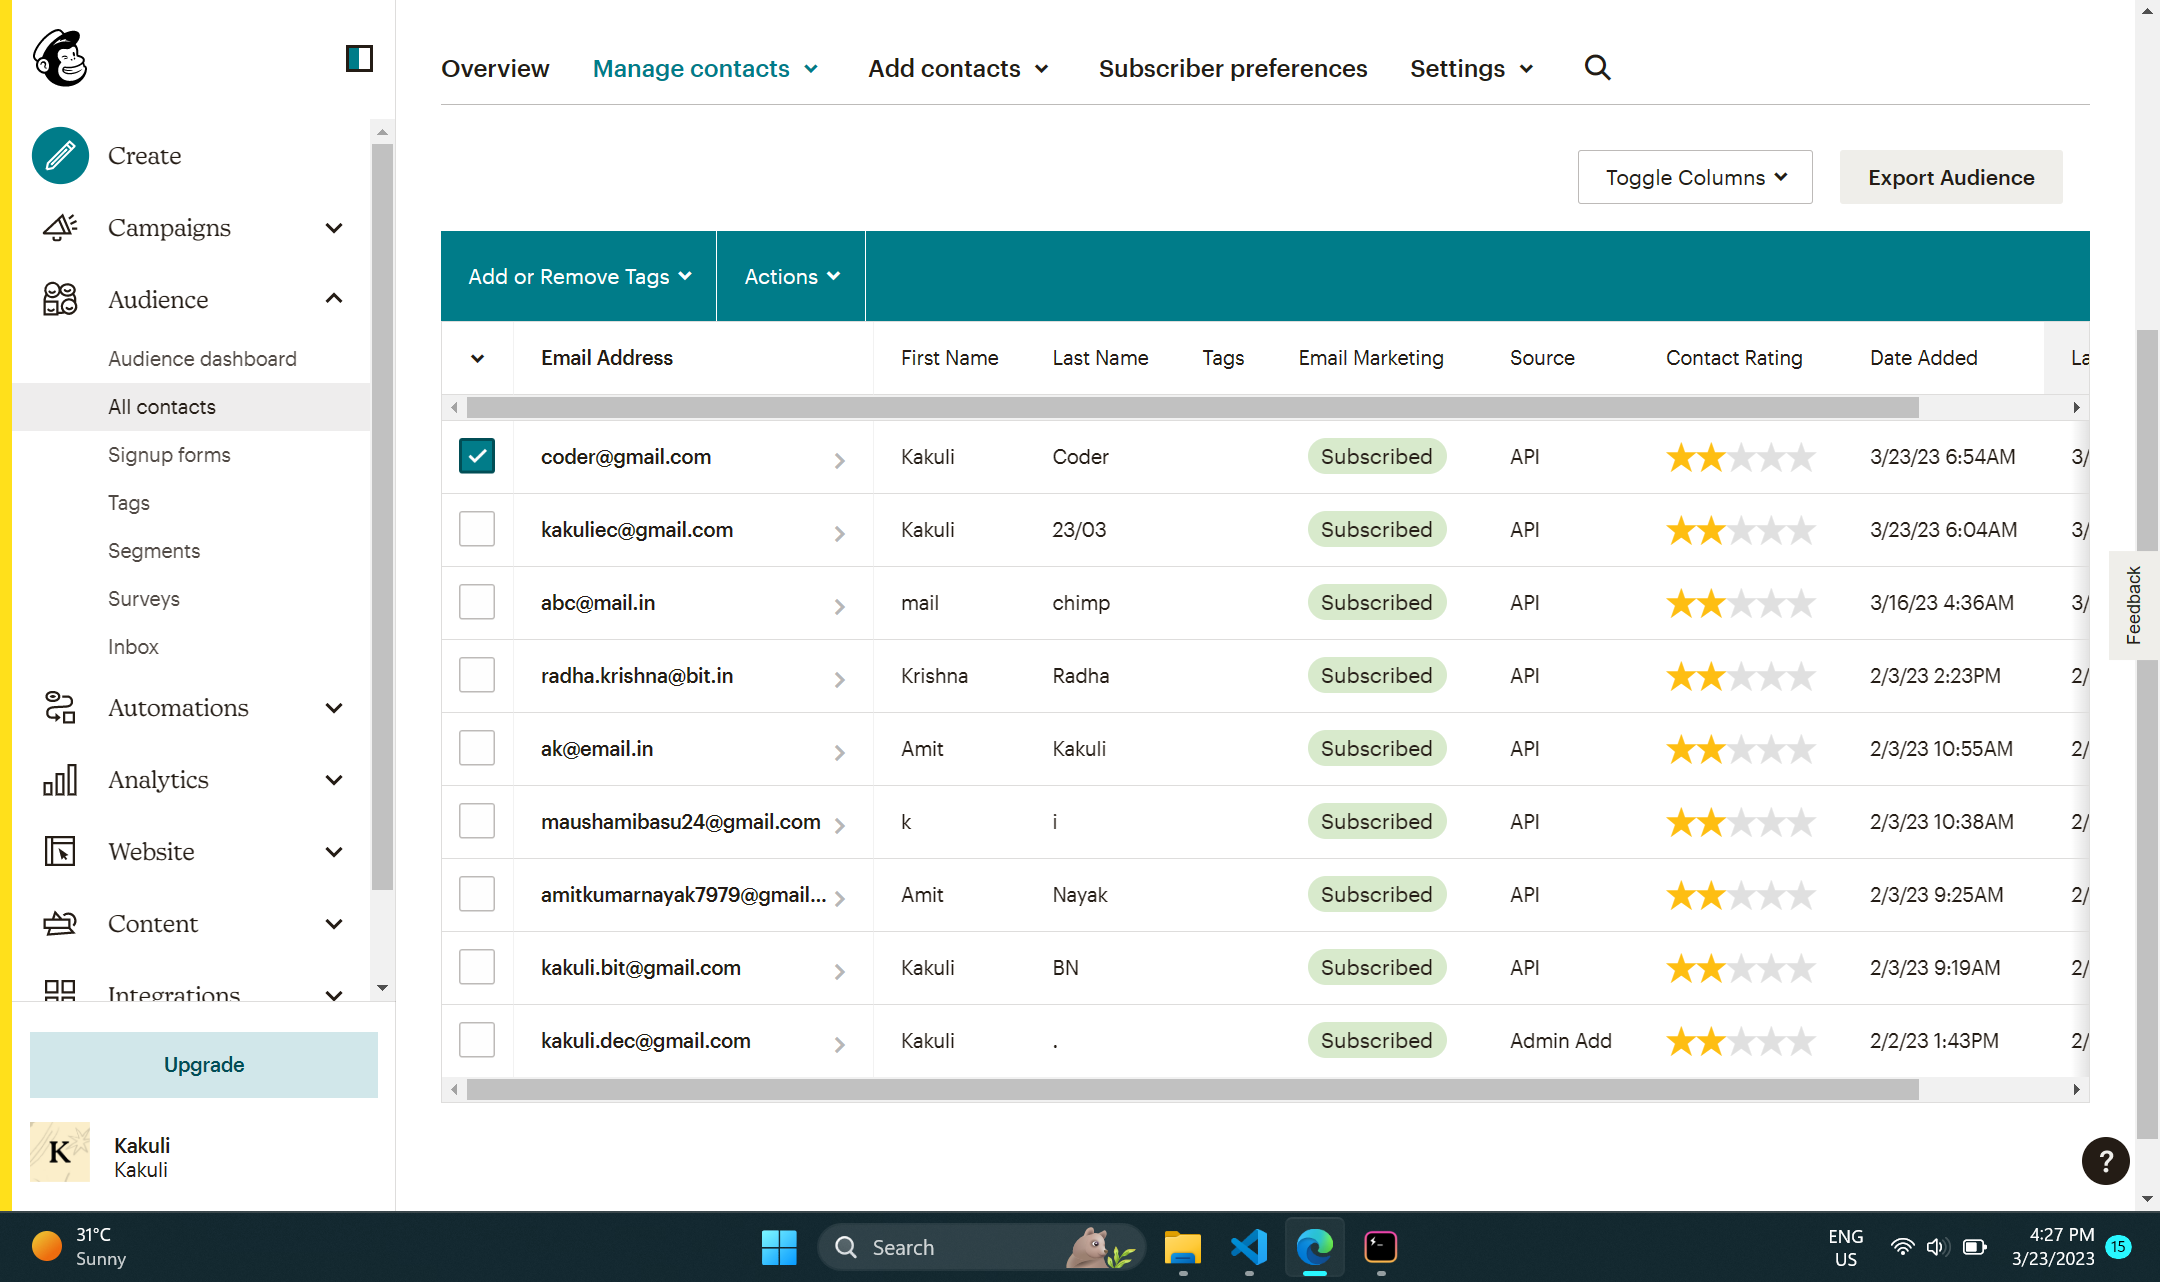 Overview Manage contacts Add contacts Subscriber preferences Settings
Create
Campaigns
Audience
Audience dashboard
All contacts
Signup forms
Tags
Segments
Surveys
Inbox
Automations
Analytics
Website
Content
Integrations
Upgrade
K
Kakuli
Kakuli
Toggle Columns Export Audience
Add or Remove Tags Actions
Email Address First Name Last Name Tags Email Marketing Source Contact Rating Date Added La
coder@gmail.com Kakuli Coder Subscribed API 3/23/23 6:54AM 3/
kakuliec@gmail.com Kakuli 23/03 Subscribed API 3/23/23 6:04AM 3/
abc@mail.in mail chimp Subscribed API 3/16/23 4:36AM 3/
radha.krishna@bit.in Krishna Radha Subscribed API 2/3/23 2:23PM 2/
ak@email.in Amit Kakuli Subscribed API 2/3/23 10:55AM 2/
maushamibasu24@gmail.com k i Subscribed API 2/3/23 10:38AM 2/
amitkumarnayak7979@gmail... Amit Nayak Subscribed API 2/3/23 9:25AM 2/
kakuli.bit@gmail.com Kakuli BN Subscribed API 2/3/23 9:19AM 2/
kakuli.dec@gmail.com Kakuli . Subscribed Admin Add 2/2/23 1:43PM 2/
Feedback
?
31°C
Sunny
Search
ENG
US
4:27 PM
3/23/2023
15